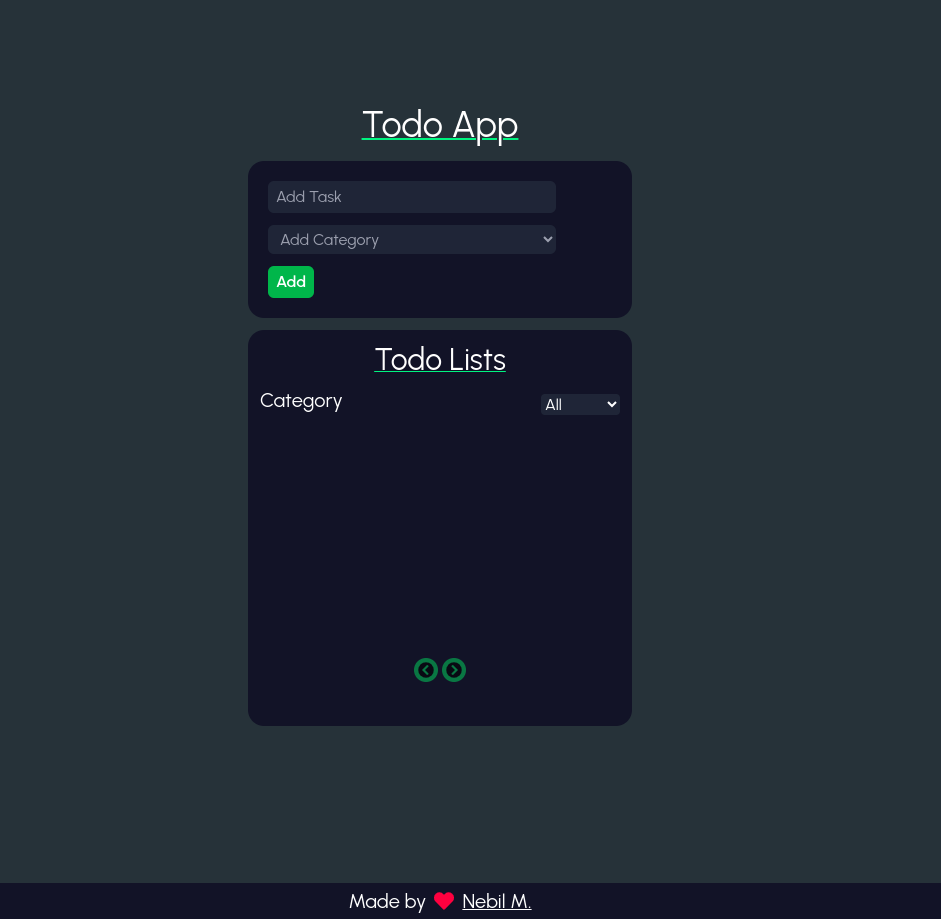 Todo App
Add Task
Add Category
Add
Todo Lists
Category All
Made by Nebil M.